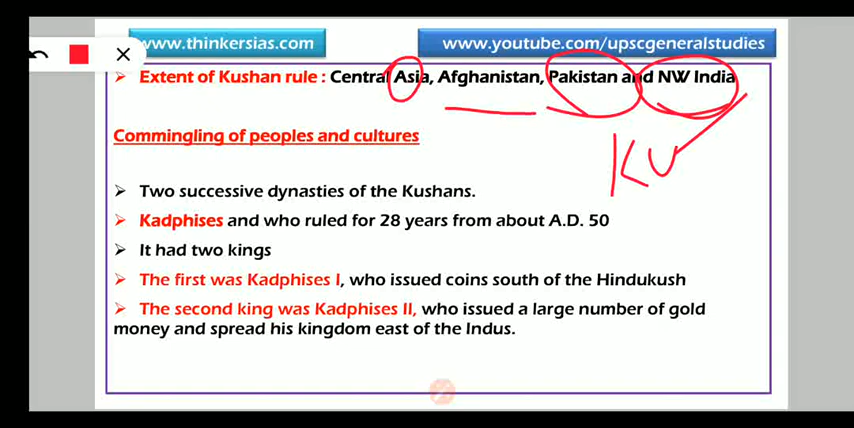 www.thinkersias.com
www.youtube.com/upscgeneralstudies
Extent of Kushan rule : Central Asia, Afghanistan, Pakistan and NW India
KU
Commingling of peoples and cultures
Two successive dynasties of the Kushans.
Kadphises and who ruled for 28 years from about A.D. 50
It had two kings
The first was Kadphises I, who issued coins south of the Hindukush
The second king was Kadphises II, who issued a large number of gold
money and spread his kingdom east of the Indus.